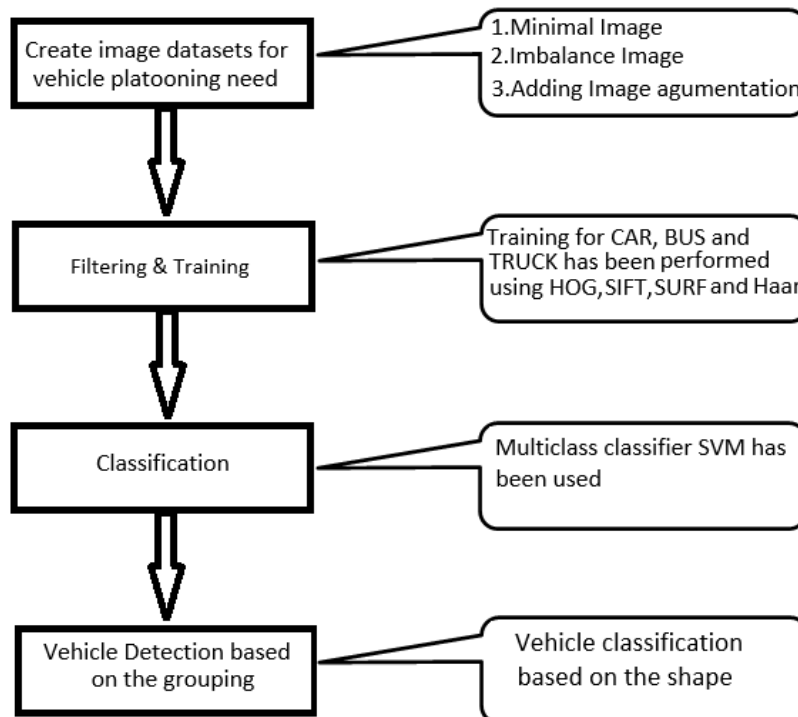 Create image datasets for
vehicle platooning need
1.Minimal Image
2.Imbalance Image
3.Adding Image agumentation
Filtering & Training
Training for CAR, BUS and
TRUCK has been performed
using HOG,SIFT,SURF and Haar
Classification
Multiclass classifier SVM has
been used
Vehicle Detection based
on the grouping
Vehicle classification
based on the shape